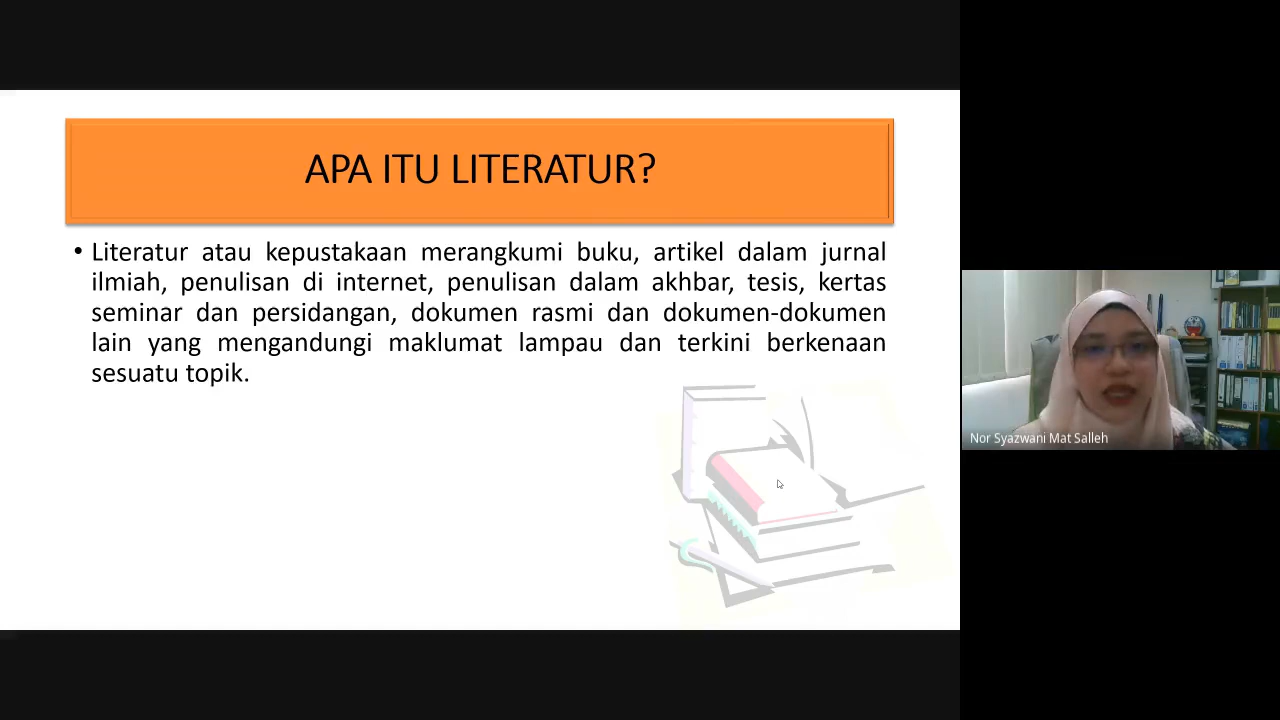 APA ITU LITERATUR?
• Literatur atau kepustakaan merangkumi buku, artikel dalam jurnal
ilmiah, penulisan di internet, penulisan dalam akhbar, tesis, kertas
seminar dan persidangan, dokumen rasmi dan dokumen-dokumen
lain yang mengandungi maklumat lampau dan terkini berkenaan
sesuatu topik.
Nor Syazwani Mat Salleh